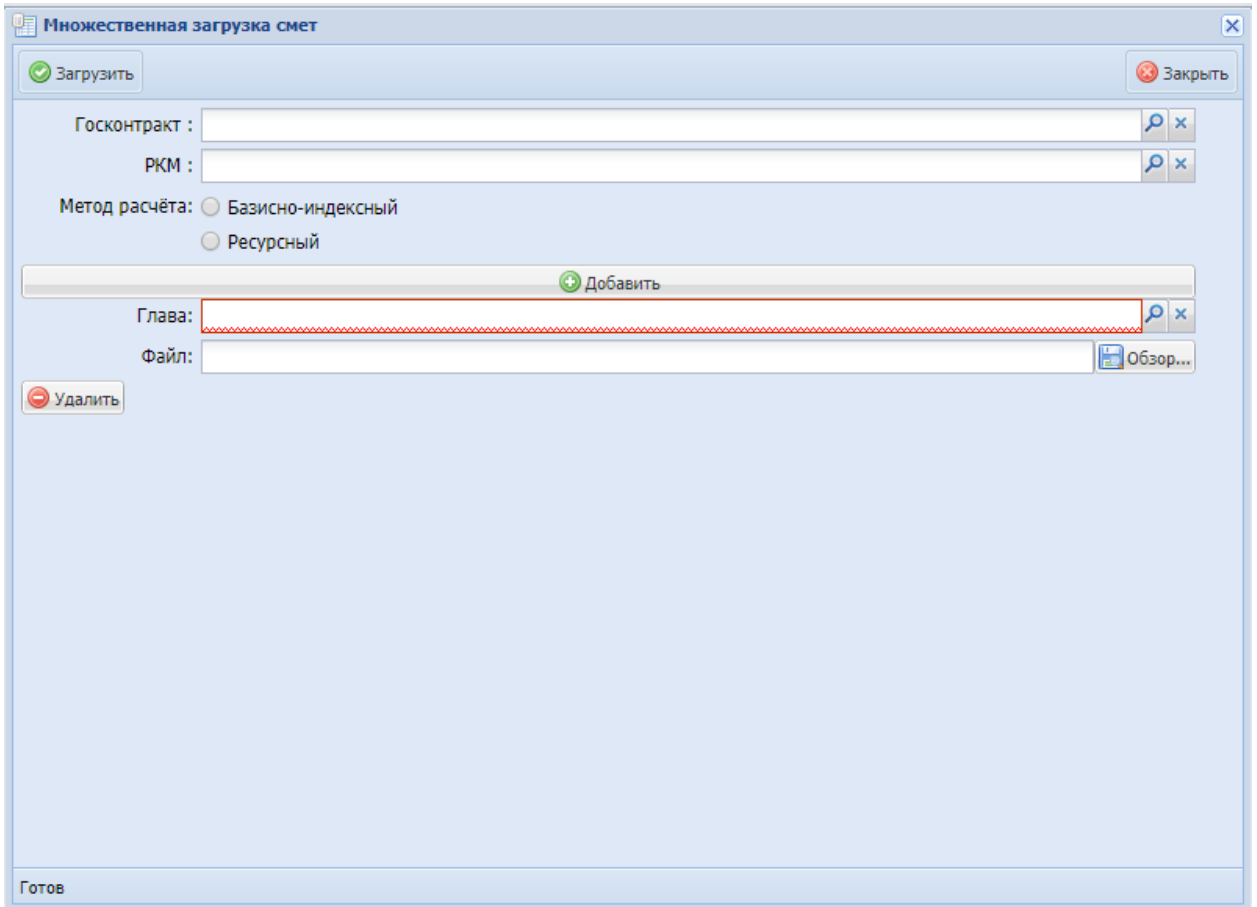 Множественная загрузка смет
Загрузить Закрыть
Госконтракт :
РКМ :
Метод расчёта: Базисно-индексный
Ресурсный
Добавить
Глава:
Файл: Обзор...
Удалить
Готов